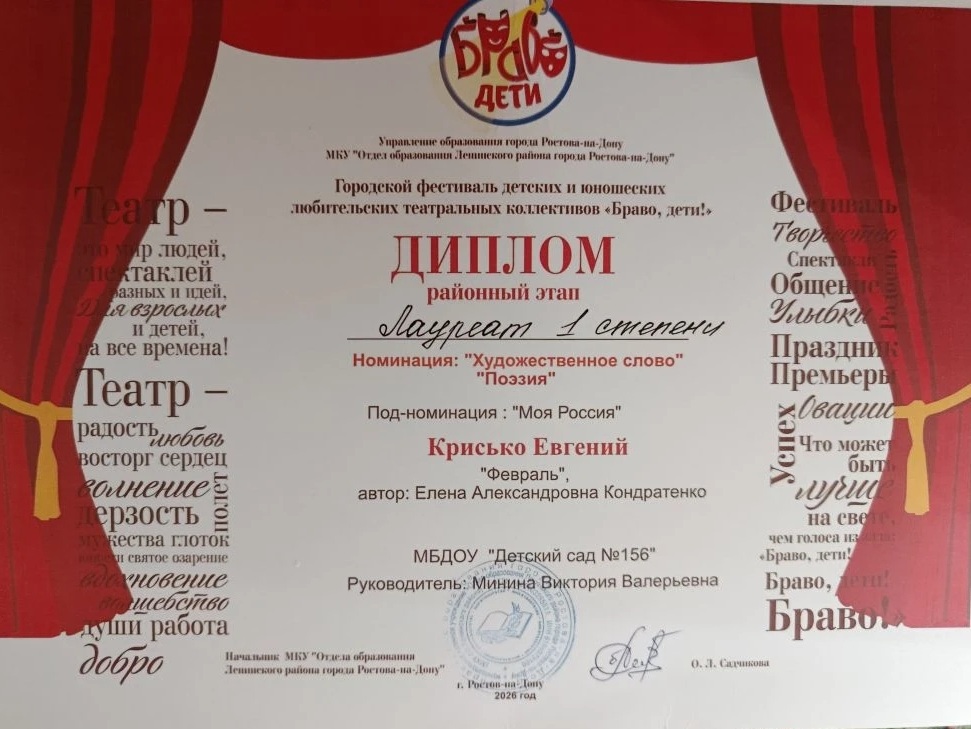 Браво
ДЕТИ
Управление образования города Ростова-на-Дону
МКУ "Отдел образования Ленинского района города Ростова-на-Дону"
Городской фестиваль детских и юношеских
любительских театральных коллективов «Браво, дети!»
ДИПЛОМ
районный этап
Лауреат 1 степени
Номинация: "Художественное слово"
"Поэзия"
Под-номинация : "Моя Россия"
Крисько Евгений
"Февраль",
автор: Елена Александровна Кондратенко
МБДОУ "Детский сад №156"
Руководитель: Минина Виктория Валерьевна
Начальник МКУ "Отдела образования
Ленинского района города Ростова-на-Дону"
О. Л. Садчикова
г. Ростов-на-Дону
2026 год
Театр –
это мир людей,
спектаклей
разных и идей,
Для взрослых
и детей,
на все времена!
Театр –
радость любовь
восторг сердец
волнение
полет
дерзость
мужества глоток
святое озарение
вдохновение
волшебство
души работа
добро
Фестиваль
Творчество
Спектакли
Общение
Радость
Улыбки
Праздник
Премьеры
Овации
Успех
Что может
быть
лучше
на свете,
чем голоса из
«Браво, дети!
Браво, дети!
Браво!»